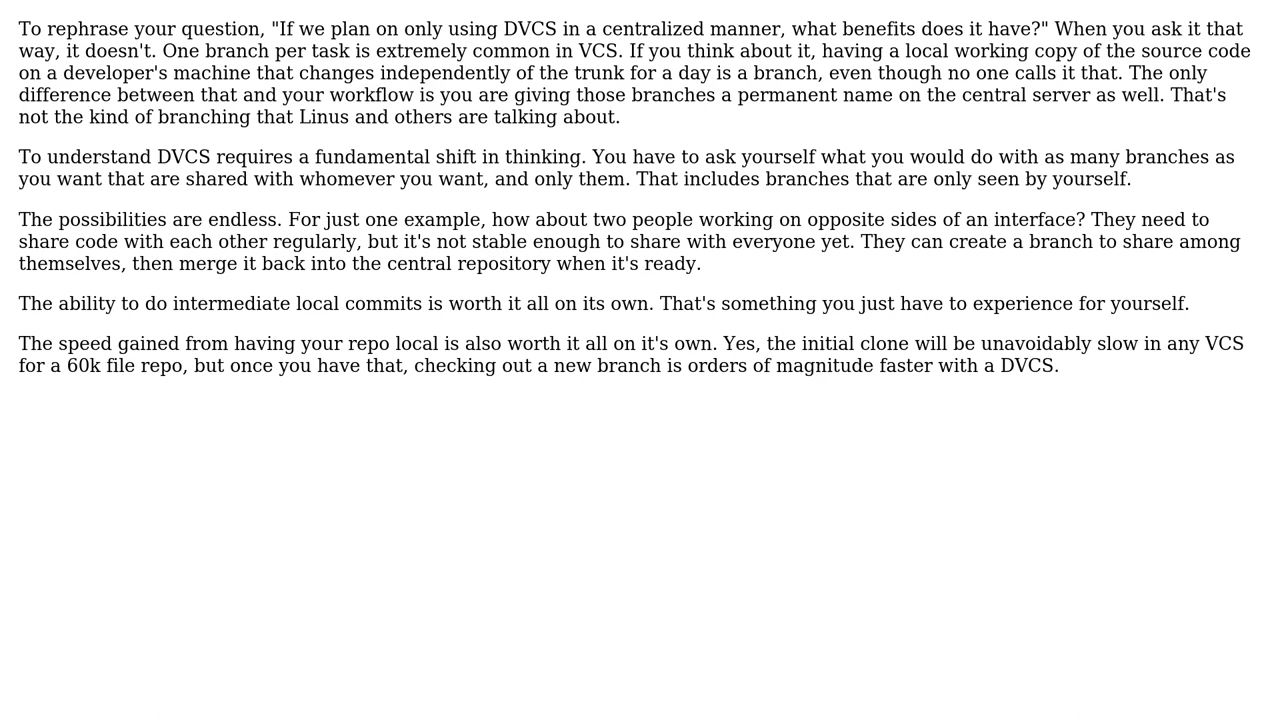 To rephrase your question, "If we plan on only using DVCS in a centralized manner, what benefits does it have?" When you ask it that
way, it doesn't. One branch per task is extremely common in VCS. If you think about it, having a local working copy of the source code
on a developer's machine that changes independently of the trunk for a day is a branch, even though no one calls it that. The only
difference between that and your workflow is you are giving those branches a permanent name on the central server as well. That's
not the kind of branching that Linus and others are talking about.
To understand DVCS requires a fundamental shift in thinking. You have to ask yourself what you would do with as many branches as
you want that are shared with whomever you want, and only them. That includes branches that are only seen by yourself.
The possibilities are endless. For just one example, how about two people working on opposite sides of an interface? They need to
share code with each other regularly, but it's not stable enough to share with everyone yet. They can create a branch to share among
themselves, then merge it back into the central repository when it's ready.
The ability to do intermediate local commits is worth it all on its own. That's something you just have to experience for yourself.
The speed gained from having your repo local is also worth it all on it's own. Yes, the initial clone will be unavoidably slow in any VCS
for a 60k file repo, but once you have that, checking out a new branch is orders of magnitude faster with a DVCS.